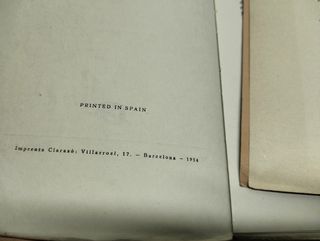 PRINTED IN SPAIN
Imprenta Clarasó: Villarroel, 17. — Barcelona - 1954